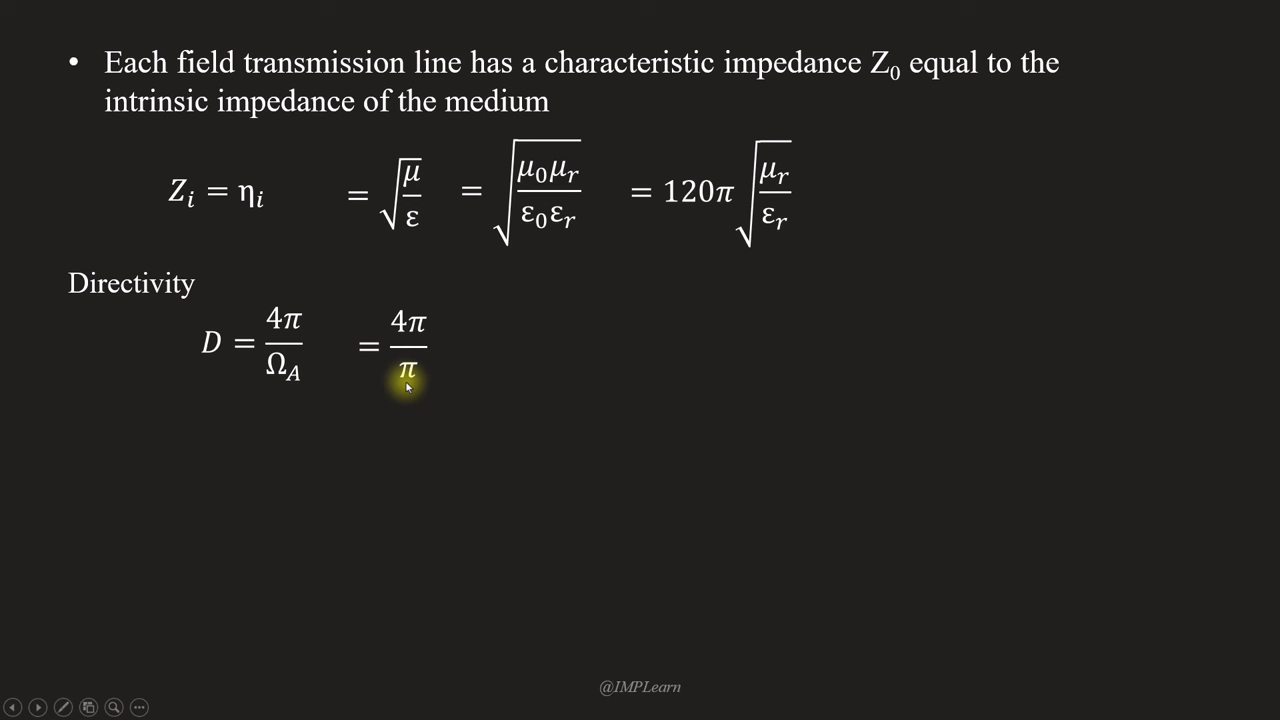 • Each field transmission line has a characteristic impedance Z₀ equal to the
intrinsic impedance of the medium
Zᵢ = ηᵢ = √(μ/ε) = √(μ₀μᵣ/ε₀εᵣ) = 120π √(μᵣ/εᵣ)
Directivity
D = 4π/Ω_A = 4π/π
@IMPLearn